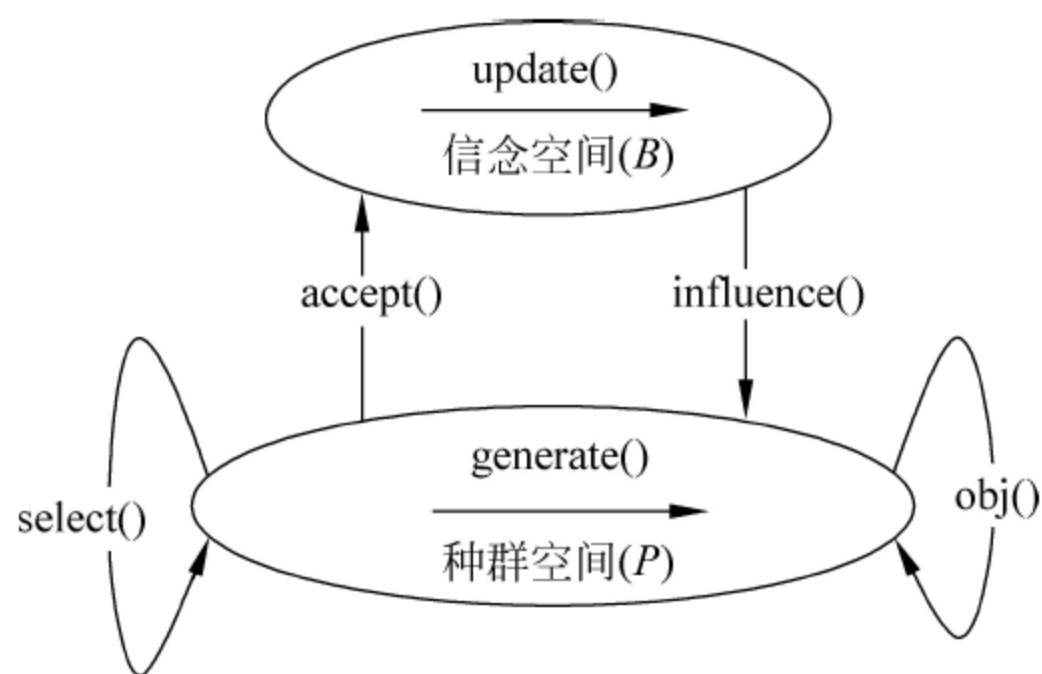 update()
信念空间(B)
accept()
influence()
generate()
select()
obj()
种群空间(P)